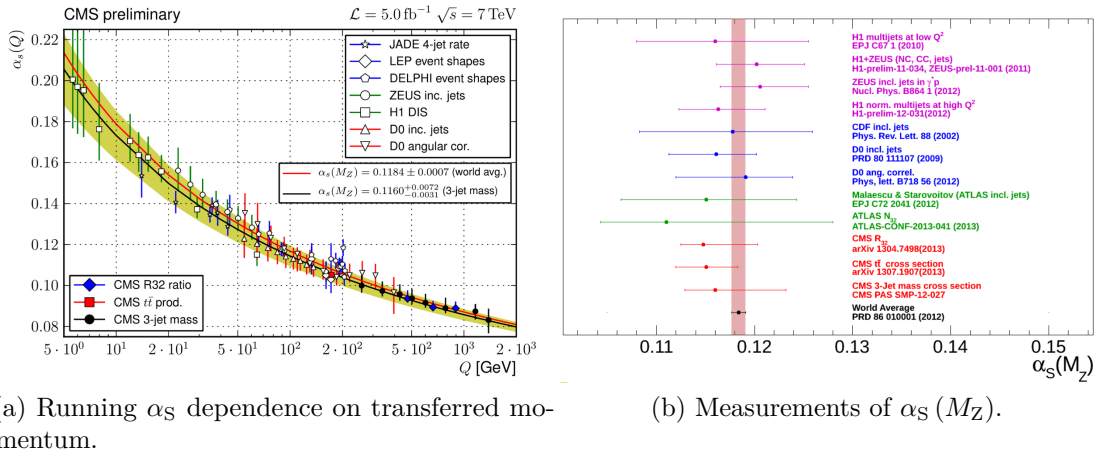 CMS preliminary
ℒ = 5.0 fb⁻¹ √s = 7 TeV
α_s(Q)
0.22
0.20
0.18
0.16
0.14
0.12
0.10
0.08
JADE 4-jet rate
LEP event shapes
DELPHI event shapes
ZEUS inc. jets
H1 DIS
D0 inc. jets
D0 angular cor.
α_s(M_Z) = 0.1184 ± 0.0007 (world avg.)
α_s(M_Z) = 0.1160 +0.0072 −0.0031 (3-jet mass)
CMS R32 ratio
CMS tt̄ prod.
CMS 3-jet mass
5 · 10⁰ 10¹ 5 · 10¹ 10² 5 · 10² 10³ 2 · 10³
Q [GeV]
H1 multijets at low Q²
EPJ C67 1 (2010)
H1+ZEUS (NC, CC, jets)
H1-prelim-11-034, ZEUS-prel-11-001 (2011)
ZEUS incl. jets in γ*p
Nucl. Phys. B864 1 (2012)
H1 norm. multijets at high Q²
H1-prelim-12-031(2012)
CDF incl. jets
Phys. Rev. Lett. 88 (2002)
D0 incl. jets
PRD 80 111107 (2009)
D0 ang. correl.
Phys, lett. B718 56 (2012)
Malaescu & Starovoitov (ATLAS incl. jets)
EPJ C72 2041 (2012)
ATLAS N₃₂
ATLAS-CONF-2013-041 (2013)
CMS R₃₂
arXiv 1304.7498(2013)
CMS tt̄ cross section
arXiv 1307.1907(2013)
CMS 3-Jet mass cross section
CMS PAS SMP-12-027
World Average
PRD 86 010001 (2012)
0.11 0.12 0.13 0.14 0.15
α_S(M_Z)
a) Running α_S dependence on transferred mo-
mentum.
(b) Measurements of α_S (M_Z).